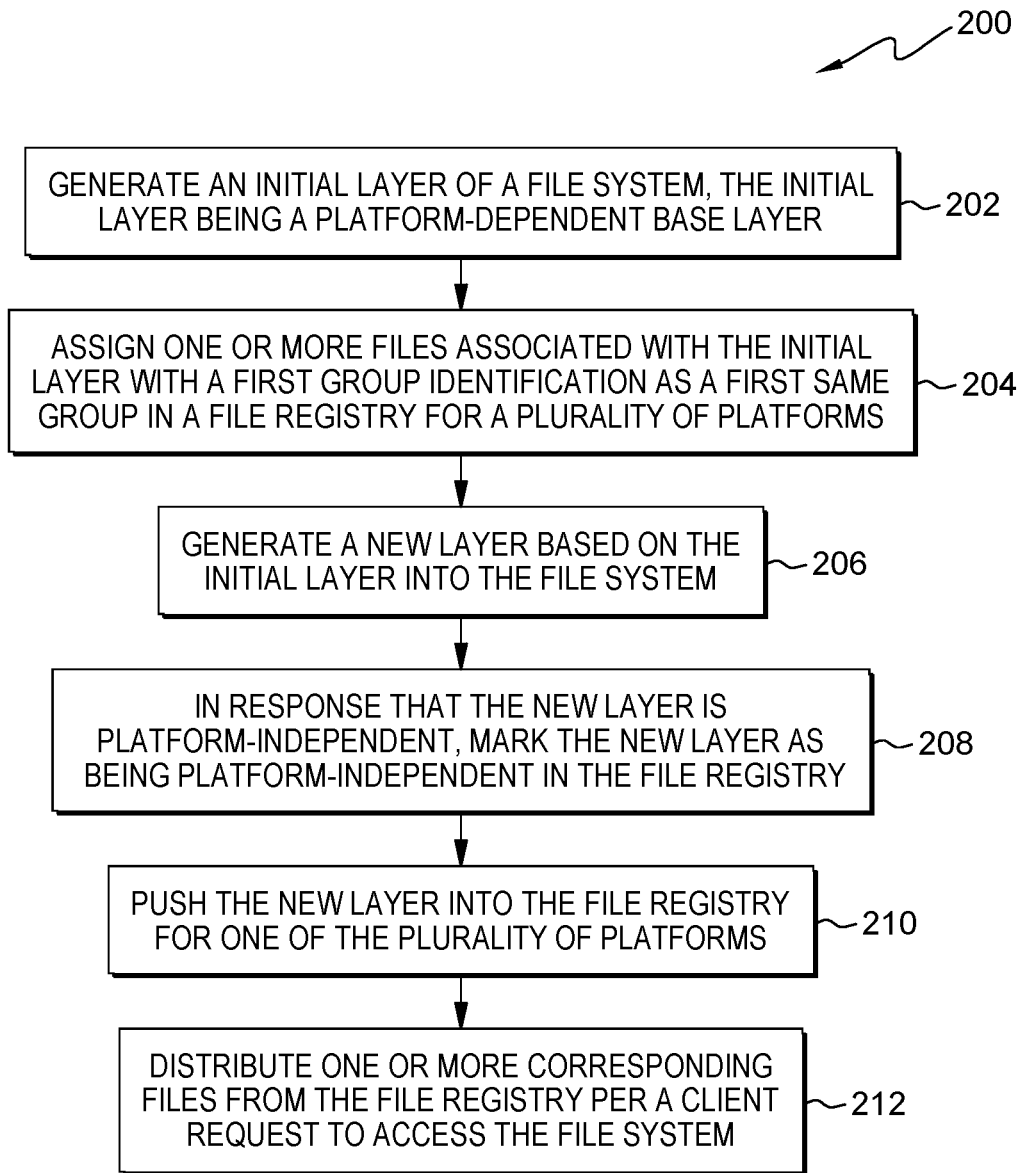 200
GENERATE AN INITIAL LAYER OF A FILE SYSTEM, THE INITIAL
LAYER BEING A PLATFORM-DEPENDENT BASE LAYER
202
ASSIGN ONE OR MORE FILES ASSOCIATED WITH THE INITIAL
LAYER WITH A FIRST GROUP IDENTIFICATION AS A FIRST SAME
GROUP IN A FILE REGISTRY FOR A PLURALITY OF PLATFORMS
204
GENERATE A NEW LAYER BASED ON THE
INITIAL LAYER INTO THE FILE SYSTEM
206
IN RESPONSE THAT THE NEW LAYER IS
PLATFORM-INDEPENDENT, MARK THE NEW LAYER AS
BEING PLATFORM-INDEPENDENT IN THE FILE REGISTRY
208
PUSH THE NEW LAYER INTO THE FILE REGISTRY
FOR ONE OF THE PLURALITY OF PLATFORMS
210
DISTRIBUTE ONE OR MORE CORRESPONDING
FILES FROM THE FILE REGISTRY PER A CLIENT
REQUEST TO ACCESS THE FILE SYSTEM
212